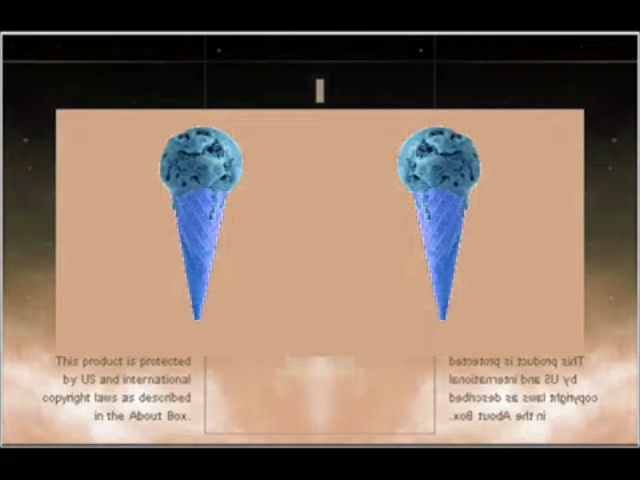 This product is protected
by US and international
copyright laws as described
in the About Box.
This product is protected
by US and international
copyright laws as described
in the About Box.